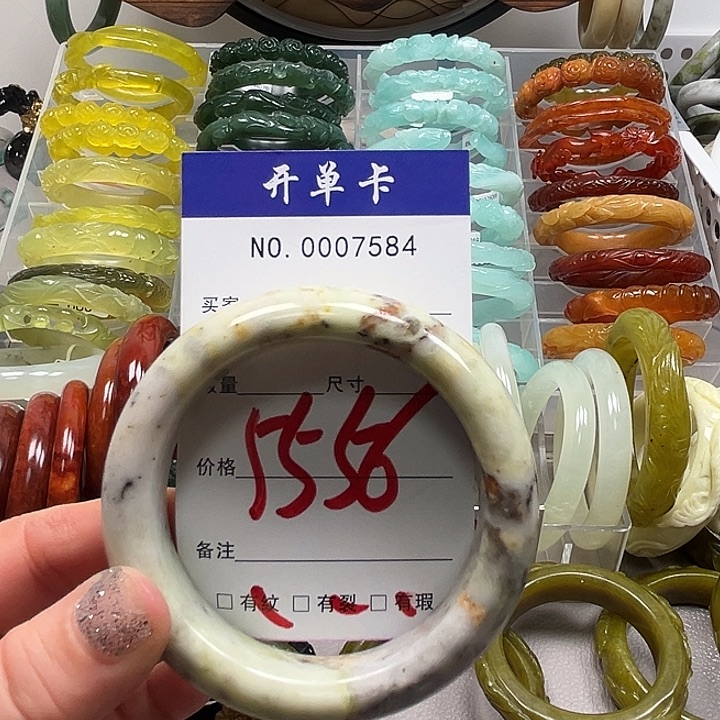 开单卡
NO. 0007584
买家
数量 尺寸
价格 1556
备注
□有纹 □有裂 □有瑕